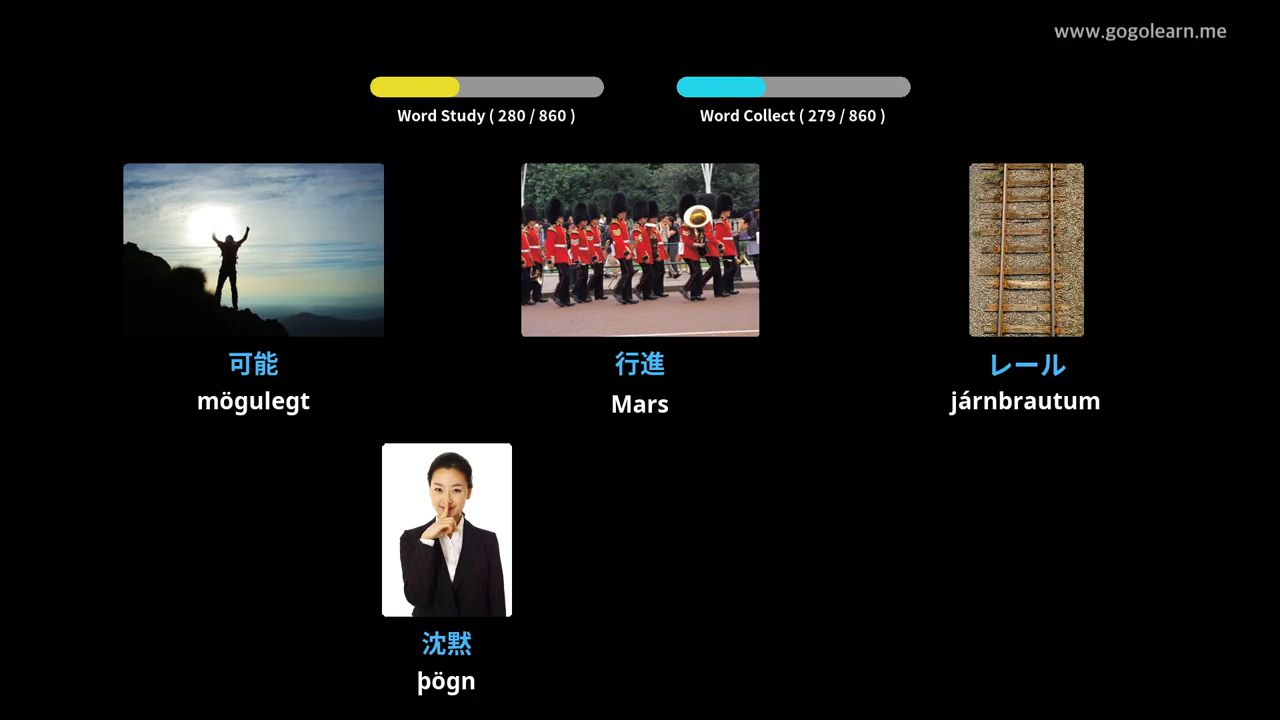 www.gogolearn.me
Word Study ( 280 / 860 )
Word Collect ( 279 / 860 )
可能
mögulegt
行進
Mars
レール
járnbrautum
沈黙
þögn